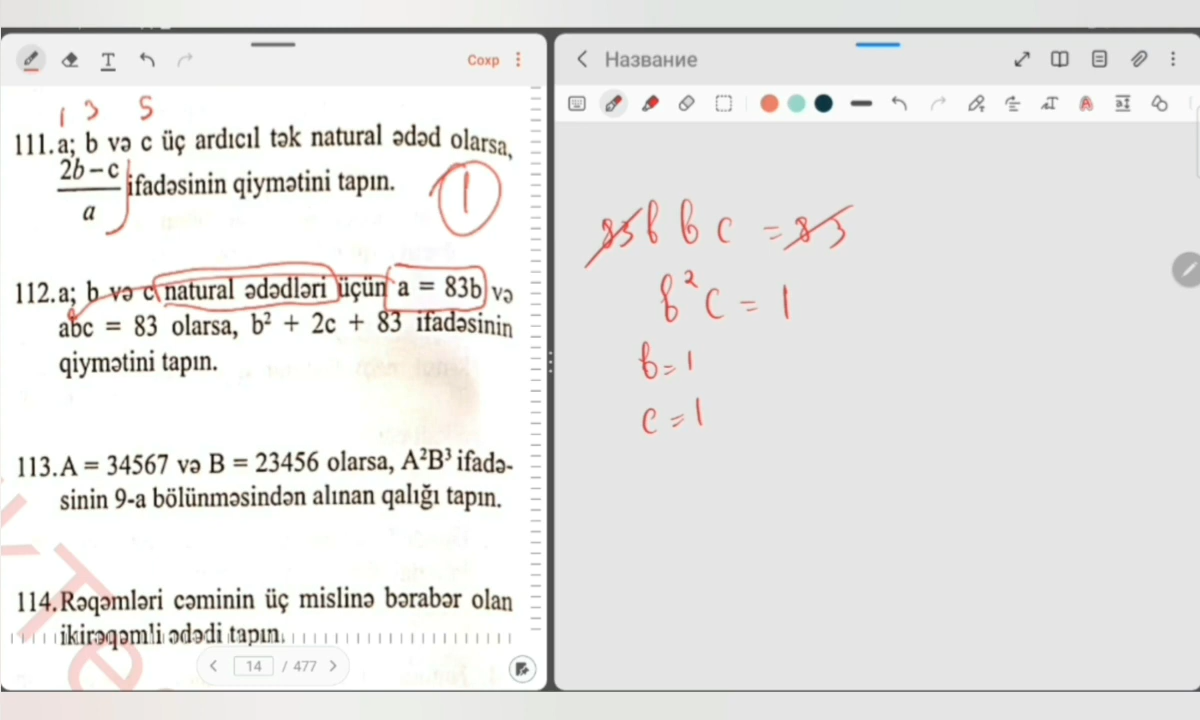 Сохр
1 3 5
111. a; b və c üç ardıcıl tək natural ədəd olarsa,
2b – c
a
ifadəsinin qiymətini tapın.
1
112. a; b və c natural ədədləri üçün a = 83b və
abc = 83 olarsa, b² + 2c + 83 ifadəsinin
qiymətini tapın.
113. A = 34567 və B = 23456 olarsa, A²B³ ifadə-
sinin 9-a bölünməsindən alınan qalığı tapın.
114. Rəqəmləri cəminin üç mislinə bərabər olan
ikirəqəmli ədədi tapın.
14 / 477
Название
83b b c = 83
b²c = 1
b = 1
c = 1